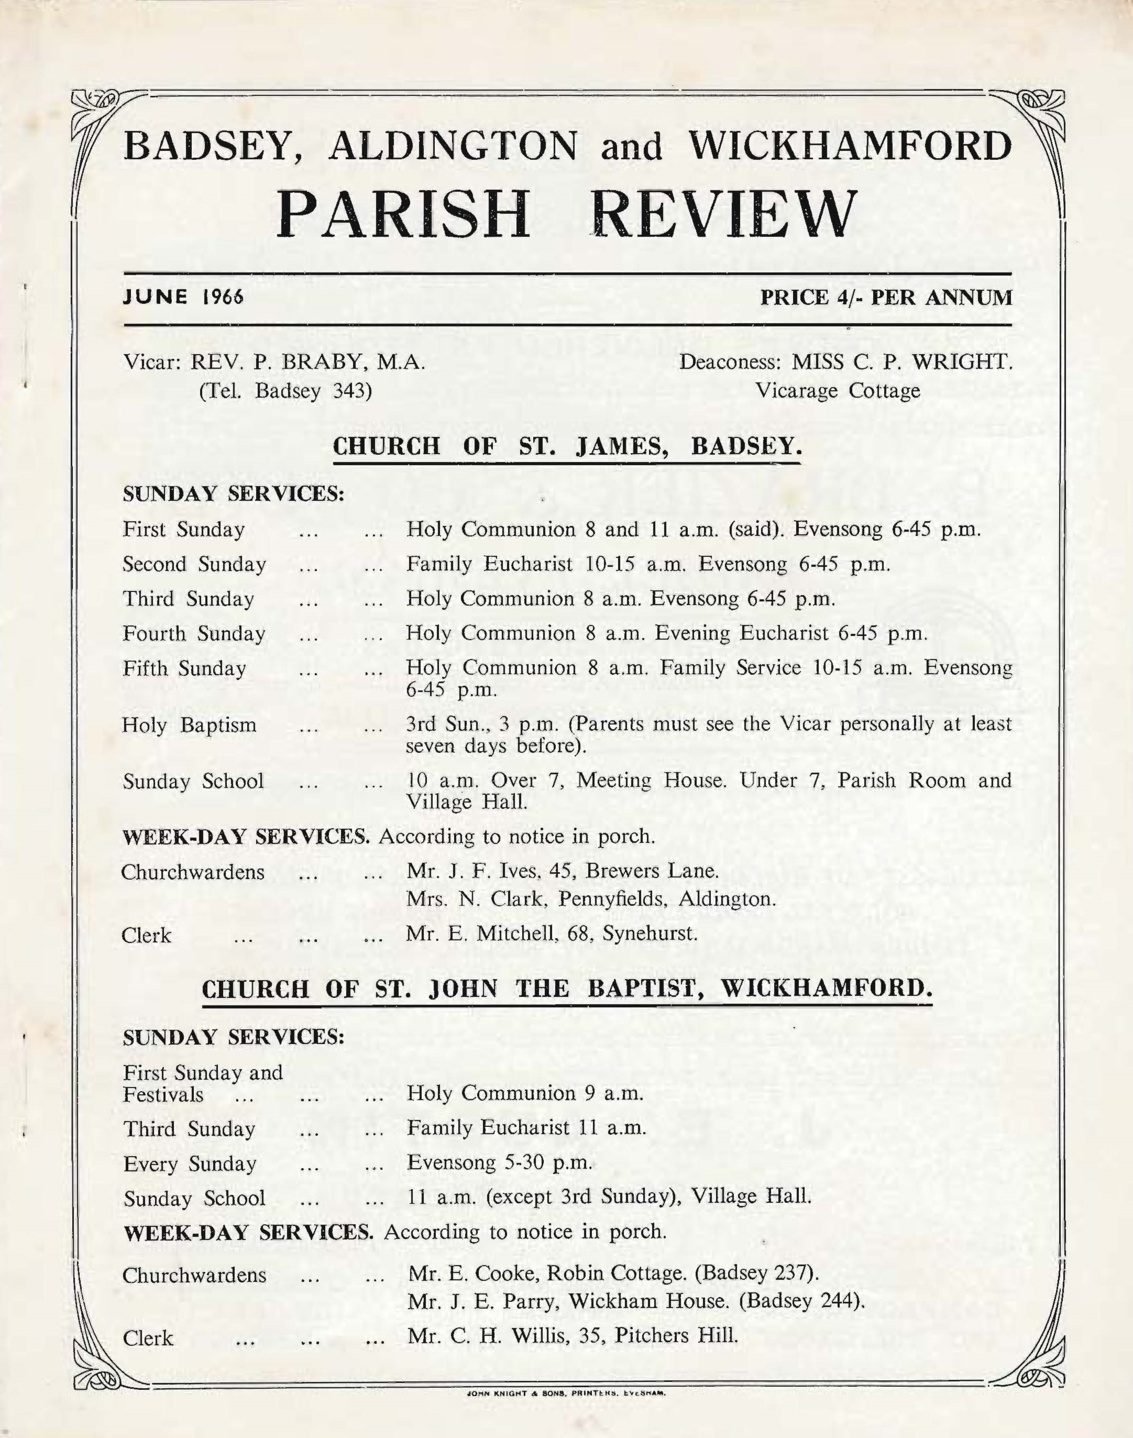 BADSEY, ALDINGTON and WICKHAMFORD
PARISH REVIEW
JUNE 1966 PRICE 4/- PER ANNUM
Vicar: REV. P. BRABY, M.A. Deaconess: MISS C. P. WRIGHT.
(Tel. Badsey 343) Vicarage Cottage
CHURCH OF ST. JAMES, BADSEY.
SUNDAY SERVICES:
First Sunday ... ... Holy Communion 8 and 11 a.m. (said). Evensong 6-45 p.m.
Second Sunday ... ... Family Eucharist 10-15 a.m. Evensong 6-45 p.m.
Third Sunday ... ... Holy Communion 8 a.m. Evensong 6-45 p.m.
Fourth Sunday ... ... Holy Communion 8 a.m. Evening Eucharist 6-45 p.m.
Fifth Sunday ... ... Holy Communion 8 a.m. Family Service 10-15 a.m. Evensong
6-45 p.m.
Holy Baptism ... ... 3rd Sun., 3 p.m. (Parents must see the Vicar personally at least
seven days before).
Sunday School ... ... 10 a.m. Over 7, Meeting House. Under 7, Parish Room and
Village Hall.
WEEK-DAY SERVICES. According to notice in porch.
Churchwardens ... ... Mr. J. F. Ives, 45, Brewers Lane.
Mrs. N. Clark, Pennyfields, Aldington.
Clerk ... ... ... Mr. E. Mitchell, 68, Synehurst.
CHURCH OF ST. JOHN THE BAPTIST, WICKHAMFORD.
SUNDAY SERVICES:
First Sunday and
Festivals ... ... ... Holy Communion 9 a.m.
Third Sunday ... ... Family Eucharist 11 a.m.
Every Sunday ... ... Evensong 5-30 p.m.
Sunday School ... ... 11 a.m. (except 3rd Sunday), Village Hall.
WEEK-DAY SERVICES. According to notice in porch.
Churchwardens ... ... Mr. E. Cooke, Robin Cottage. (Badsey 237).
Mr. J. E. Parry, Wickham House. (Badsey 244).
Clerk ... ... ... Mr. C. H. Willis, 35, Pitchers Hill.
JOHN KNIGHT & SONS, PRINTERS, EVESHAM.